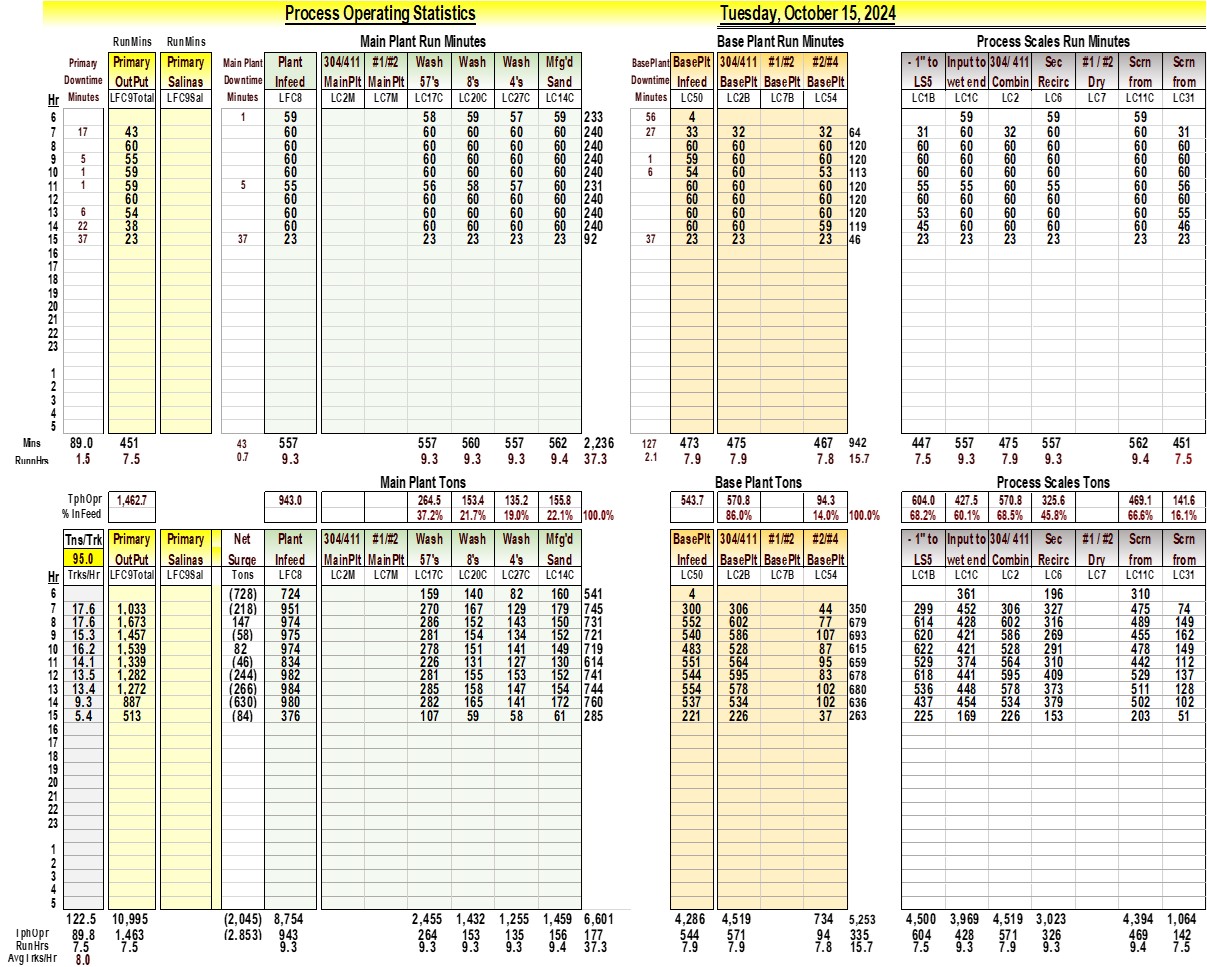 Process Operating Statistics Tuesday, October 15, 2024
RunMins RunMins Main Plant Run Minutes Base Plant Run Minutes Process Scales Run Minutes
Primary Primary Primary Main Plant Plant 304/411 #1/#2 Wash Wash Wash Mfg'd BasePlant BasePlt 304/411 #1/#2 #2/#4 - 1" to Input to 304/ 411 Sec #1 / #2 Scrn Scrn
Downtime OutPut Salinas Downtime Infeed MainPlt MainPlt 57's 8's 4's Sand Downtime Infeed BasePlt BasePlt BasePlt LS5 wet end Combin Recirc Dry from from
Hr Minutes LFC9Total LFC9Sal Minutes LFC8 LC2M LC7M LC17C LC20C LC27C LC14C Minutes LC50 LC2B LC7B LC54 LC1B LC1C LC2 LC6 LC7 LC11C LC31
6 1 59 58 59 57 59 233 56 4 59 59 59
7 17 43 60 60 60 60 60 240 27 33 32 32 64 31 60 32 60 60 31
8 60 60 60 60 60 60 240 60 60 60 120 60 60 60 60 60 60
9 5 55 60 60 60 60 60 240 1 59 60 60 120 60 60 60 60 60 60
10 1 59 60 60 60 60 60 240 6 54 60 53 113 60 60 60 60 60 60
11 1 59 5 55 56 58 57 60 231 60 60 60 120 55 55 60 55 60 56
12 60 60 60 60 60 60 240 60 60 60 120 60 60 60 60 60 60
13 6 54 60 60 60 60 60 240 60 60 60 120 53 60 60 60 60 55
14 22 38 60 60 60 60 60 240 60 60 59 119 45 60 60 60 60 46
15 37 23 37 23 23 23 23 23 92 37 23 23 23 46 23 23 23 23 23 23
16
17
18
19
20
21
22
23
1
2
3
4
5
Mins 89.0 451 43 557 557 560 557 562 2,236 127 473 475 467 942 447 557 475 557 562 451
RunnHrs 1.5 7.5 0.7 9.3 9.3 9.3 9.3 9.4 37.3 2.1 7.9 7.9 7.8 15.7 7.5 9.3 7.9 9.3 9.4 7.5
Main Plant Tons Base Plant Tons Process Scales Tons
TphOpr 1,462.7 943.0 264.5 153.4 135.2 155.8 543.7 570.8 94.3 604.0 427.5 570.8 325.6 469.1 141.6
% InFeed 37.2% 21.7% 19.0% 22.1% 100.0% 86.0% 14.0% 100.0% 68.2% 60.1% 68.5% 45.8% 66.6% 16.1%
Tns/Trk Primary Primary Net Plant 304/411 #1/#2 Wash Wash Wash Mfg'd BasePlt 304/411 #1/#2 #2/#4 - 1" to Input to 304/ 411 Sec #1 / #2 Scrn Scrn
95.0 OutPut Salinas Surge Infeed MainPlt MainPlt 57's 8's 4's Sand Infeed BasePlt BasePlt BasePlt LS5 wet end Combin Recirc Dry from from
Hr Trks/Hr LFC9Total LFC9Sal Tons LFC8 LC2M LC7M LC17C LC20C LC27C LC14C LC50 LC2B LC7B LC54 LC1B LC1C LC2 LC6 LC7 LC11C LC31
6 (728) 724 159 140 82 160 541 4 361 196 310
7 17.6 1,033 (218) 951 270 167 129 179 745 300 306 44 350 299 452 306 327 475 74
8 17.6 1,673 147 974 286 152 143 150 731 552 602 77 679 614 428 602 316 489 149
9 15.3 1,457 (58) 975 281 154 134 152 721 540 586 107 693 620 421 586 269 455 162
10 16.2 1,539 82 974 278 151 141 149 719 483 528 87 615 622 421 528 291 478 149
11 14.1 1,339 (46) 834 226 131 127 130 614 551 564 95 659 529 374 564 310 442 112
12 13.5 1,282 (244) 982 281 155 153 152 741 544 595 83 678 618 441 595 409 529 137
13 13.4 1,272 (266) 984 285 158 147 154 744 554 578 102 680 536 448 578 373 511 128
14 9.3 887 (630) 980 282 165 141 172 760 537 534 102 636 437 454 534 379 502 102
15 5.4 513 (84) 376 107 59 58 61 285 221 226 37 263 225 169 226 153 203 51
16
17
18
19
20
21
22
23
1
2
3
4
5
122.5 10,995 (2,045) 8,754 2,455 1,432 1,255 1,459 6,601 4,286 4,519 734 5,253 4,500 3,969 4,519 3,023 4,394 1,064
TphOpr 89.8 1,463 (2.853) 943 264 153 135 156 177 544 571 94 335 604 428 571 326 469 142
RunHrs 7.5 7.5 9.3 9.3 9.3 9.3 9.4 37.3 7.9 7.9 7.8 15.7 7.5 9.3 7.9 9.3 9.4 7.5
AvgTrks/Hr 8.0